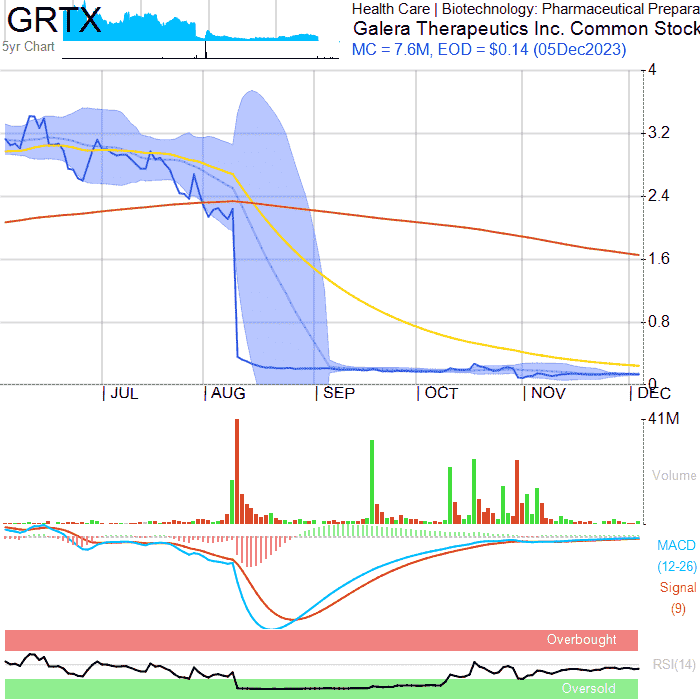 GRTX
5yr Chart
Health Care | Biotechnology: Pharmaceutical Prepara
Galera Therapeutics Inc. Common Stock
MC = 7.6M, EOD = $0.14 (05Dec2023)
4
3.2
2.4
1.6
0.8
0
JUL
AUG
SEP
OCT
NOV
DEC
41M
Volume
MACD
(12-26)
Signal
(9)
Overbought
RSI(14)
Oversold